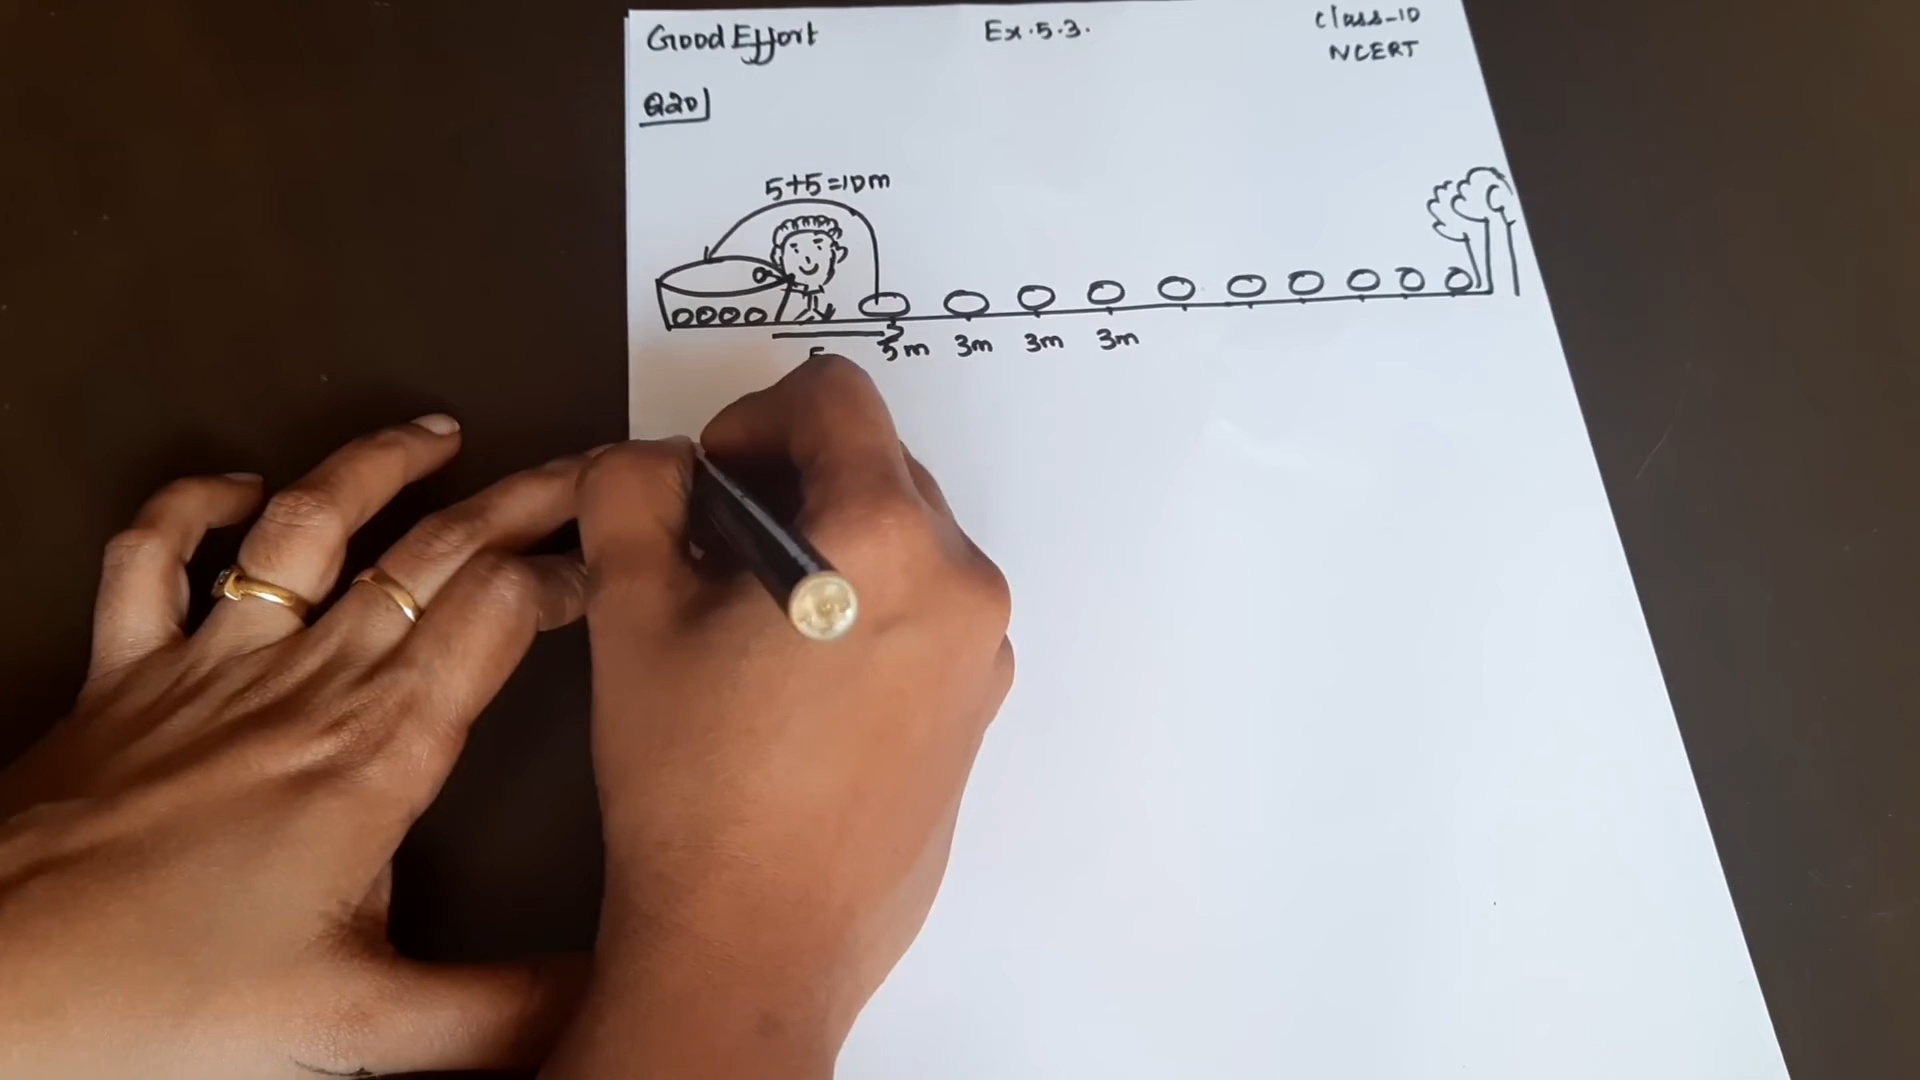 Good Effort
Ex.5.3.
Class-10
NCERT
Q20
5+5=10m
5m 3m 3m 3m